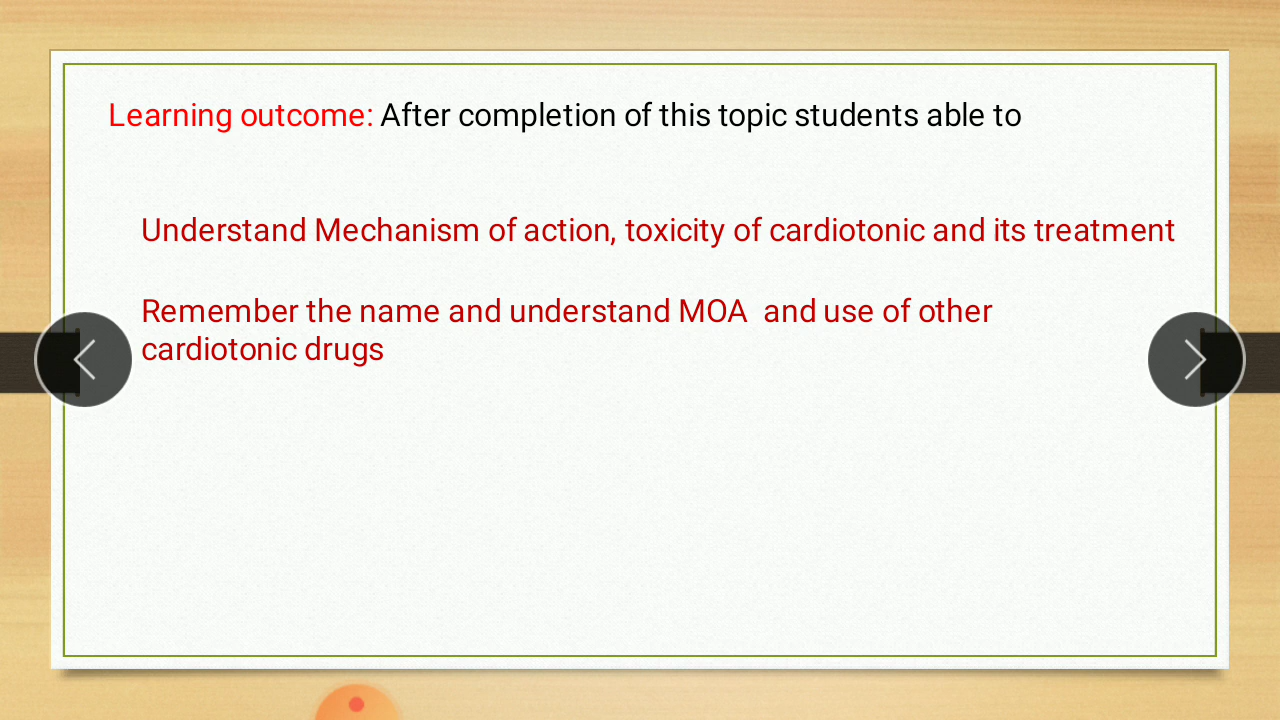 Learning outcome: After completion of this topic students able to
Understand Mechanism of action, toxicity of cardiotonic and its treatment
Remember the name and understand MOA  and use of other
cardiotonic drugs